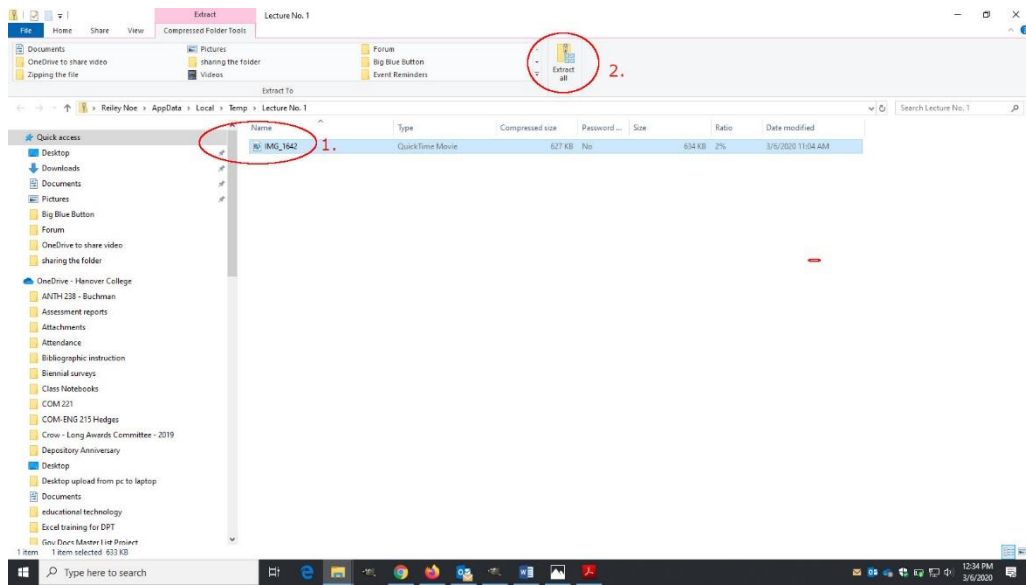 Extract
Lecture No. 1
File Home Share View Compressed Folder Tools
Documents Pictures Forum
OneDrive to share video sharing the folder Big Blue Button
Zipping the file Videos Event Reminders
Extract all
2.
Extract To
Reiley Noe › AppData › Local › Temp › Lecture No. 1
Search Lecture No. 1
Name Type Compressed size Password ... Size Ratio Date modified
IMG_1642 1. QuickTime Movie 627 KB No 634 KB 2% 3/6/2020 11:04 AM
Quick access
Desktop
Downloads
Documents
Pictures
Big Blue Button
Forum
OneDrive to share video
sharing the folder
OneDrive - Hanover College
ANTH 238 - Buchman
Assessment reports
Attachments
Attendance
Bibliographic instruction
Biennial surveys
Class Notebooks
COM 221
COM-ENG 215 Hedges
Crow - Long Awards Committee - 2019
Depository Anniversary
Desktop
Desktop upload from pc to laptop
Documents
educational technology
Excel training for DPT
Gov Docs Master List Project
1 item 1 item selected 633 KB
Type here to search
12:34 PM
3/6/2020